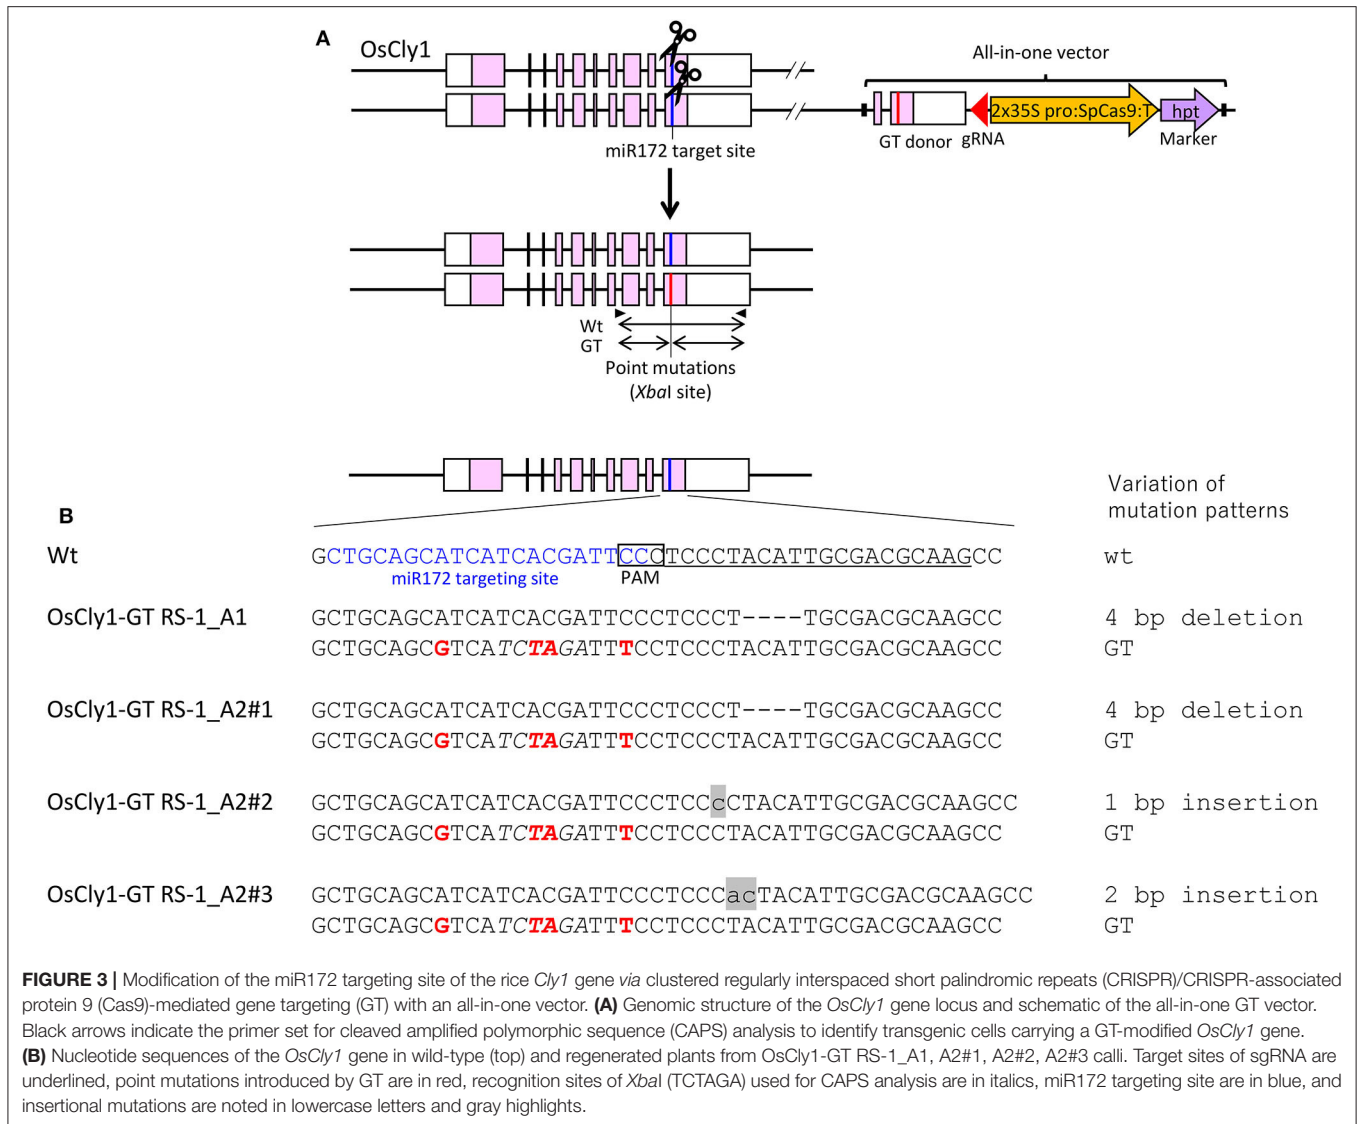 A
OsCly1
All-in-one vector
2x35S pro:SpCas9:T
hpt
GT donor
gRNA
Marker
miR172 target site
Wt
GT
Point mutations
(XbaI site)
Variation of
mutation patterns
B
Wt GCTGCAGCATCATCACGATTCCCTCCCTACATTGCGACGCAAGCC wt
miR172 targeting site PAM
OsCly1-GT RS-1_A1 GCTGCAGCATCATCACGATTCCCTCCCT----TGCGACGCAAGCC 4 bp deletion
GCTGCAGCGTCATCTAGATTTCCTCCCTACATTGCGACGCAAGCC GT
OsCly1-GT RS-1_A2#1 GCTGCAGCATCATCACGATTCCCTCCCT----TGCGACGCAAGCC 4 bp deletion
GCTGCAGCGTCATCTAGATTTCCTCCCTACATTGCGACGCAAGCC GT
OsCly1-GT RS-1_A2#2 GCTGCAGCATCATCACGATTCCCTCCcCTACATTGCGACGCAAGCC 1 bp insertion
GCTGCAGCGTCATCTAGATTTCCTCCCTACATTGCGACGCAAGCC GT
OsCly1-GT RS-1_A2#3 GCTGCAGCATCATCACGATTCCCTCCCacTACATTGCGACGCAAGCC 2 bp insertion
GCTGCAGCGTCATCTAGATTTCCTCCCTACATTGCGACGCAAGCC GT
FIGURE 3 | Modification of the miR172 targeting site of the rice Cly1 gene via clustered regularly interspaced short palindromic repeats (CRISPR)/CRISPR-associated
protein 9 (Cas9)-mediated gene targeting (GT) with an all-in-one vector. (A) Genomic structure of the OsCly1 gene locus and schematic of the all-in-one GT vector.
Black arrows indicate the primer set for cleaved amplified polymorphic sequence (CAPS) analysis to identify transgenic cells carrying a GT-modified OsCly1 gene.
(B) Nucleotide sequences of the OsCly1 gene in wild-type (top) and regenerated plants from OsCly1-GT RS-1_A1, A2#1, A2#2, A2#3 calli. Target sites of sgRNA are
underlined, point mutations introduced by GT are in red, recognition sites of XbaI (TCTAGA) used for CAPS analysis are in italics, miR172 targeting site are in blue, and
insertional mutations are noted in lowercase letters and gray highlights.